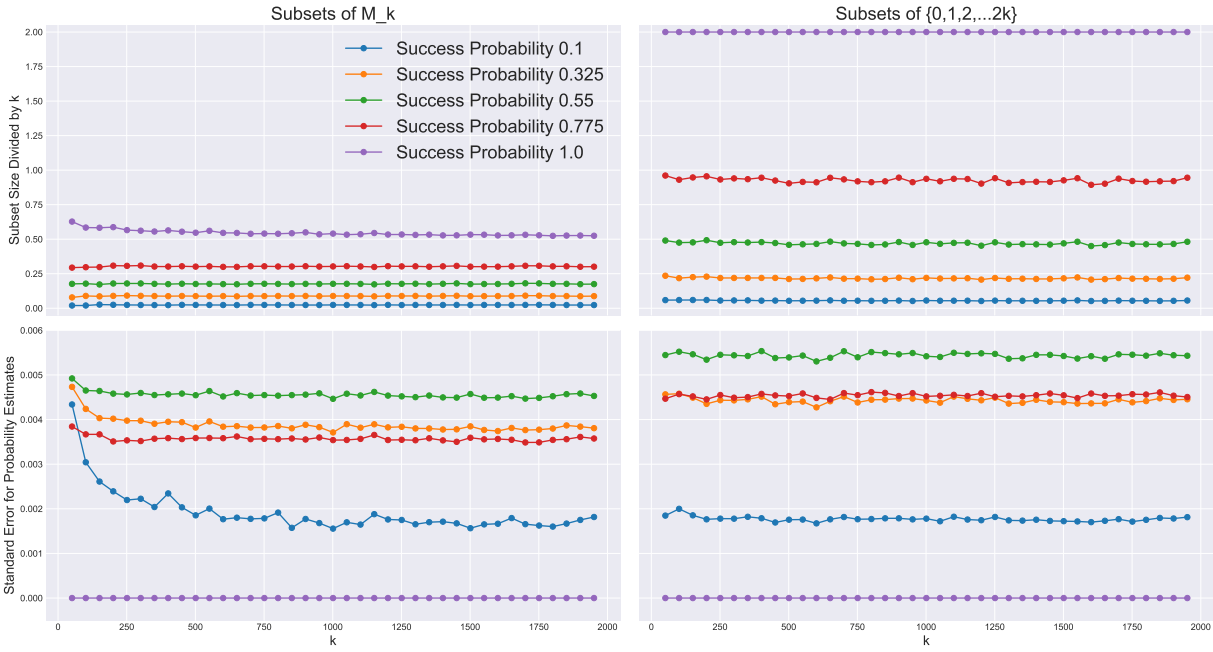 Subsets of M_k
Subsets of {0,1,2,...2k}
Subset Size Divided by k
2.00
1.75
1.50
1.25
1.00
0.75
0.50
0.25
0.00
Success Probability 0.1
Success Probability 0.325
Success Probability 0.55
Success Probability 0.775
Success Probability 1.0
Standard Error for Probability Estimates
0.006
0.005
0.004
0.003
0.002
0.001
0.000
0 250 500 750 1000 1250 1500 1750 2000
k
0 250 500 750 1000 1250 1500 1750 2000
k